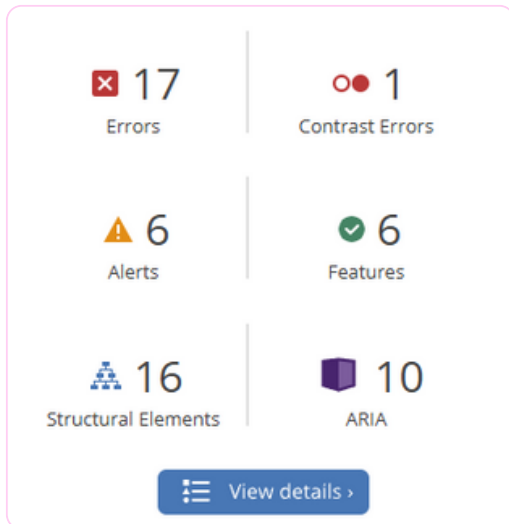 17
Errors
1
Contrast Errors
6
Alerts
6
Features
16
Structural Elements
10
ARIA
View details ›